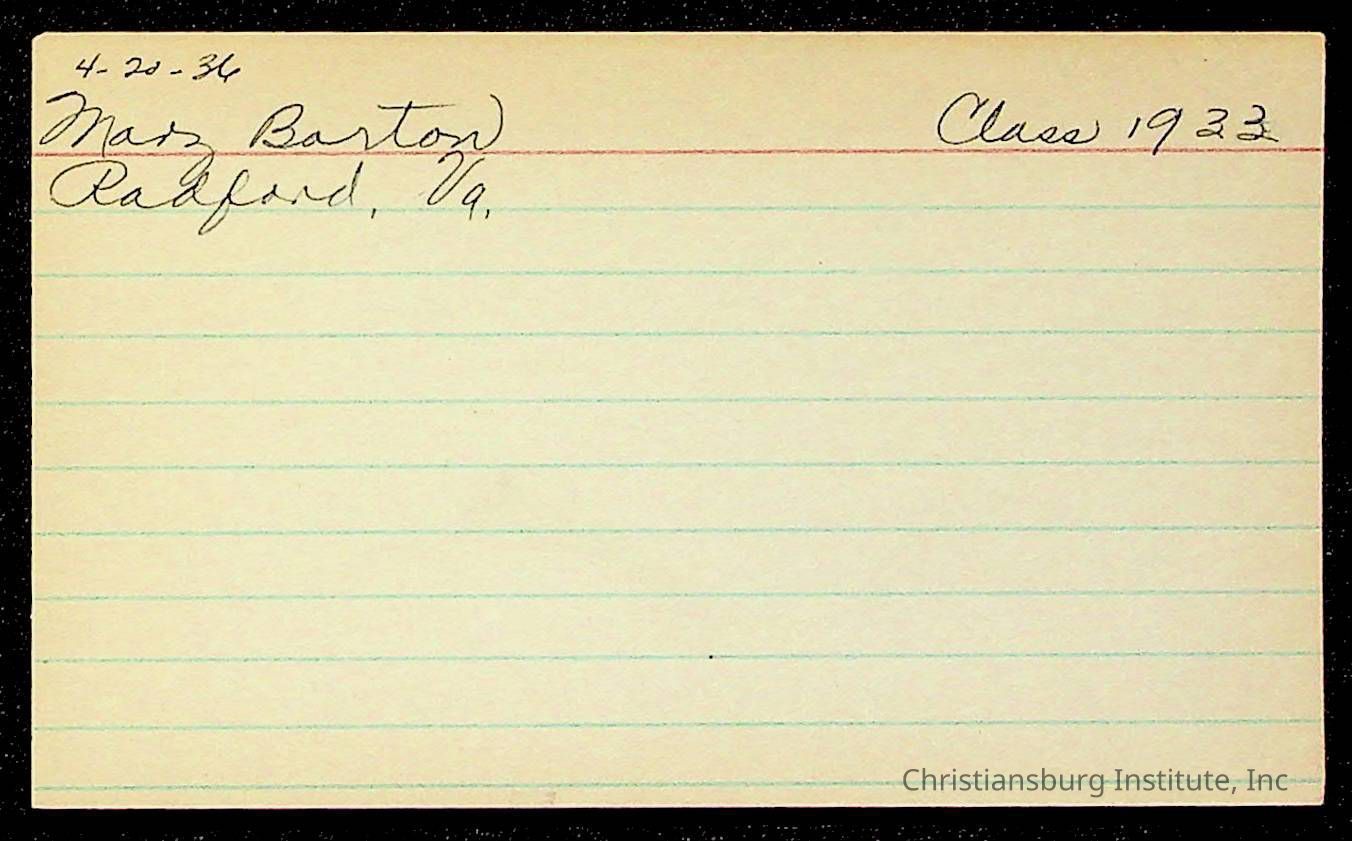 4-20-36
Mary Barton
Class 1933
Radford, Va.
Christiansburg Institute, Inc